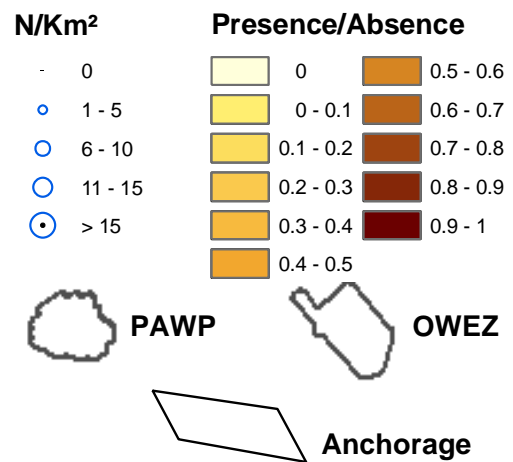 N/Km²
-
0
1 - 5
6 - 10
11 - 15
> 15
Presence/Absence
0
0 - 0.1
0.1 - 0.2
0.2 - 0.3
0.3 - 0.4
0.4 - 0.5
0.5 - 0.6
0.6 - 0.7
0.7 - 0.8
0.8 - 0.9
0.9 - 1
PAWP
OWEZ
Anchorage